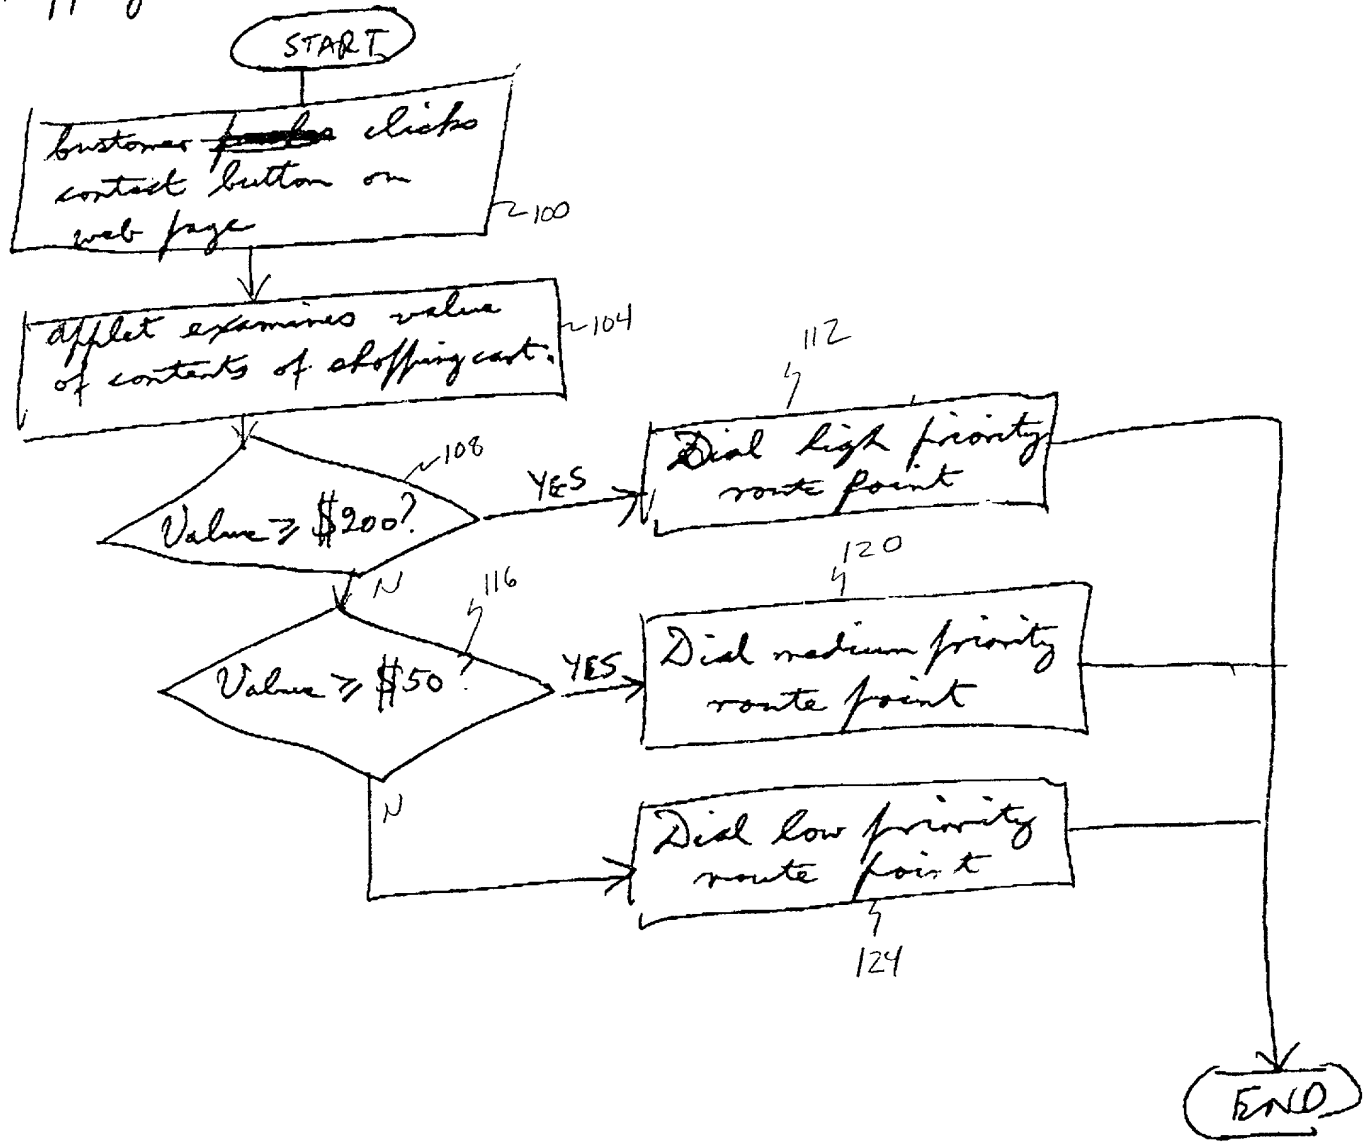 START
Customer clicks
contact button on
web page
100
applet examines value
of contents of shopping cart.
104
108
Value ≥ $200?
YES
112
Dial high priority
route point
N
116
Value ≥ $50?
YES
120
Dial medium priority
route point
N
Dial low priority
route point
124
END